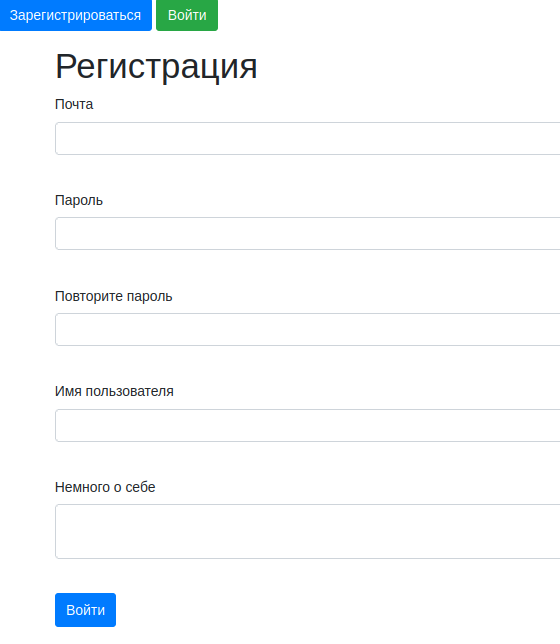 Зарегистрироваться Войти
Регистрация
Почта
Пароль
Повторите пароль
Имя пользователя
Немного о себе
Войти